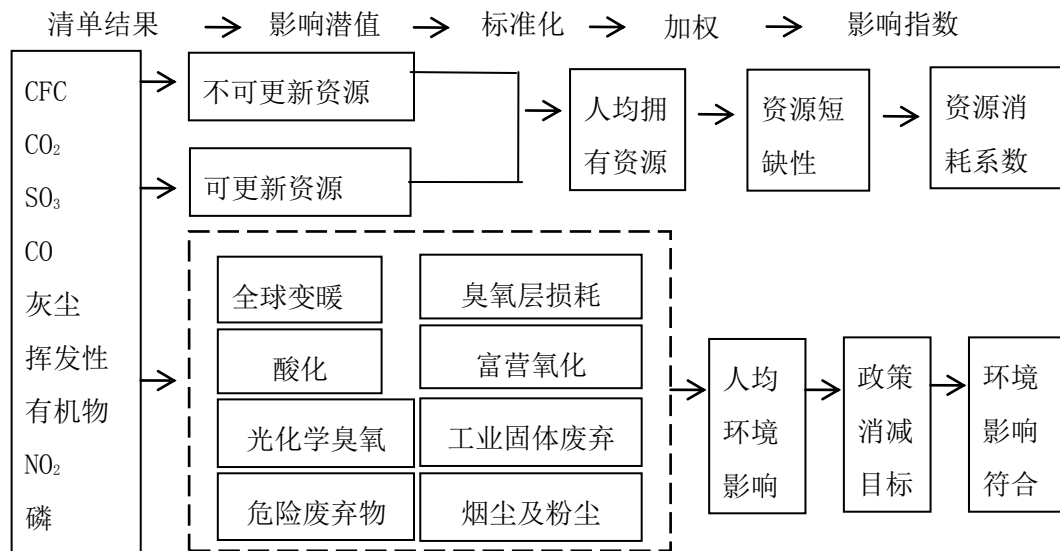 清单结果 → 影响潜值 → 标准化 → 加权 → 影响指数
CFC
CO₂
SO₃
CO
灰尘
挥发性
有机物
NO₂
磷
不可更新资源
可更新资源
人均拥
有资源
资源短
缺性
资源消
耗系数
全球变暖
臭氧层损耗
酸化
富营氧化
光化学臭氧
工业固体废弃
危险废弃物
烟尘及粉尘
人均
环境
影响
政策
消减
目标
环境
影响
符合